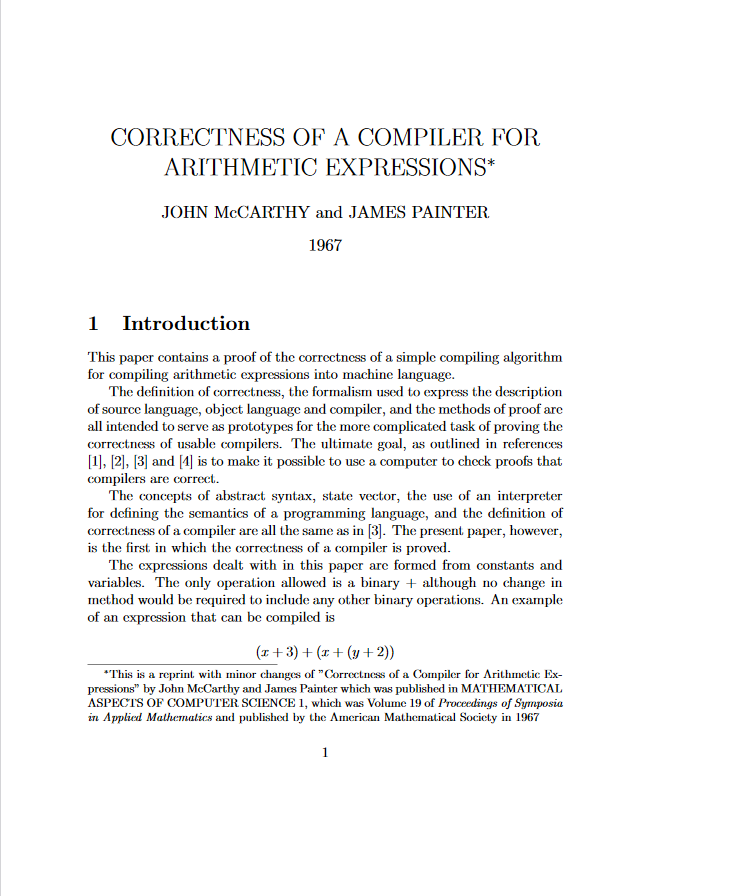 CORRECTNESS OF A COMPILER FOR
ARITHMETIC EXPRESSIONS*
JOHN McCARTHY and JAMES PAINTER
1967
1 Introduction
This paper contains a proof of the correctness of a simple compiling algorithm
for compiling arithmetic expressions into machine language.
The definition of correctness, the formalism used to express the description
of source language, object language and compiler, and the methods of proof are
all intended to serve as prototypes for the more complicated task of proving the
correctness of usable compilers. The ultimate goal, as outlined in references
[1], [2], [3] and [4] is to make it possible to use a computer to check proofs that
compilers are correct.
The concepts of abstract syntax, state vector, the use of an interpreter
for defining the semantics of a programming language, and the definition of
correctness of a compiler are all the same as in [3]. The present paper, however,
is the first in which the correctness of a compiler is proved.
The expressions dealt with in this paper are formed from constants and
variables. The only operation allowed is a binary + although no change in
method would be required to include any other binary operations. An example
of an expression that can be compiled is
(x + 3) + (x + (y + 2))
*This is a reprint with minor changes of "Correctness of a Compiler for Arithmetic Ex-
pressions" by John McCarthy and James Painter which was published in MATHEMATICAL
ASPECTS OF COMPUTER SCIENCE 1, which was Volume 19 of Proceedings of Symposia
in Applied Mathematics and published by the American Mathematical Society in 1967
1